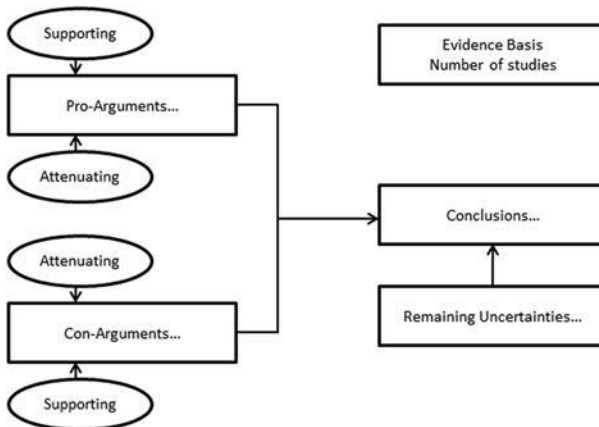 Supporting
Pro-Arguments...
Attenuating
Attenuating
Con-Arguments...
Supporting
Evidence Basis
Number of studies
Conclusions...
Remaining Uncertainties...